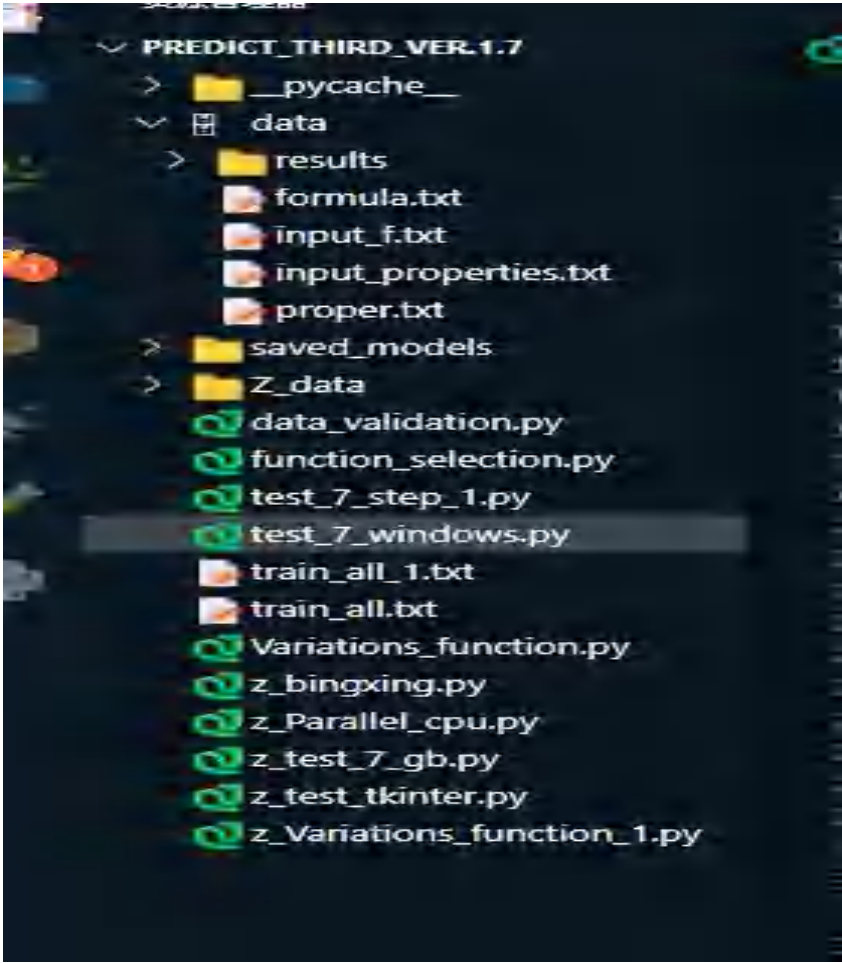 PREDICT_THIRD_VER.1.7
__pycache__
data
results
formula.txt
input_f.txt
input_properties.txt
proper.txt
saved_models
Z_data
data_validation.py
function_selection.py
test_7_step_1.py
test_7_windows.py
train_all_1.txt
train_all.txt
Variations_function.py
z_bingxing.py
z_Parallel_cpu.py
z_test_7_gb.py
z_test_tkinter.py
z_Variations_function_1.py